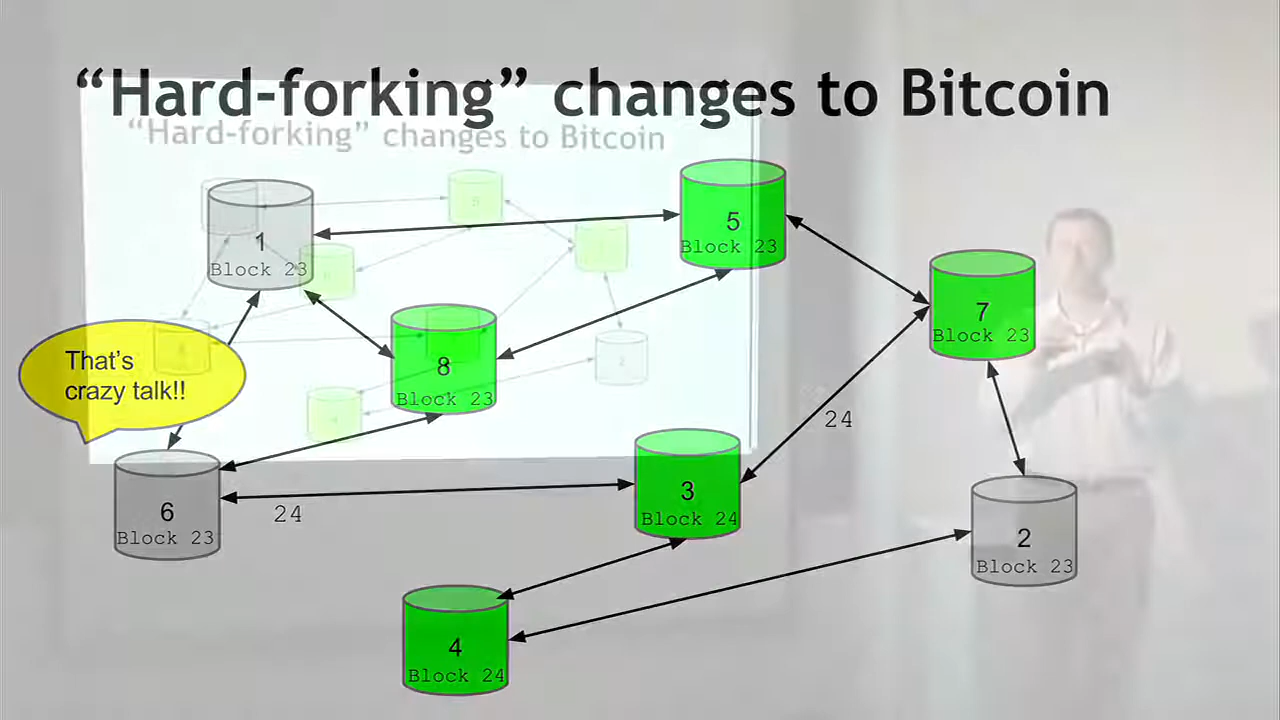 “Hard-forking” changes to Bitcoin
“Hard-forking” changes to Bitcoin
5
Block 23
1
Block 23
7
Block 23
8
Block 23
That’s
crazy talk!!
24
3
Block 24
6
Block 23
24
2
Block 23
4
Block 24